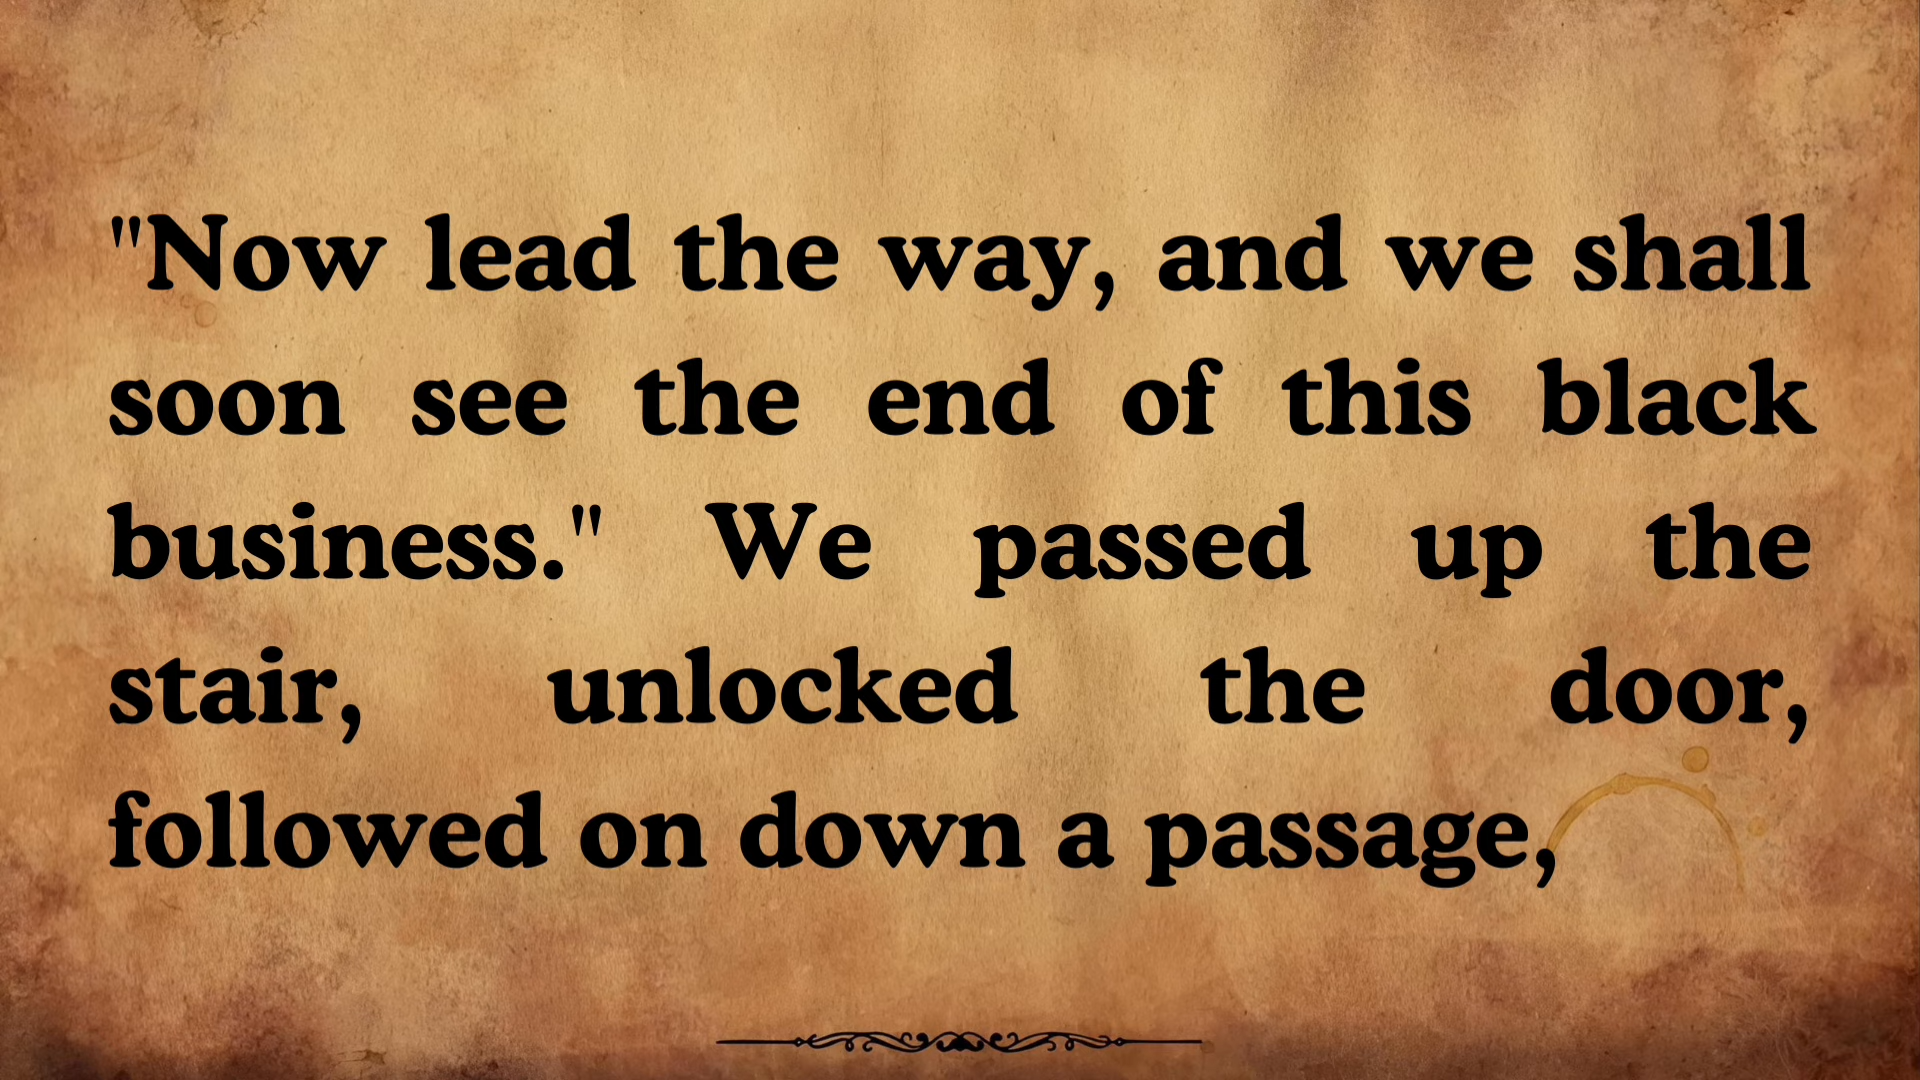 "Now lead the way, and we shall
soon see the end of this black
business." We passed up the
stair, unlocked the door,
followed on down a passage,